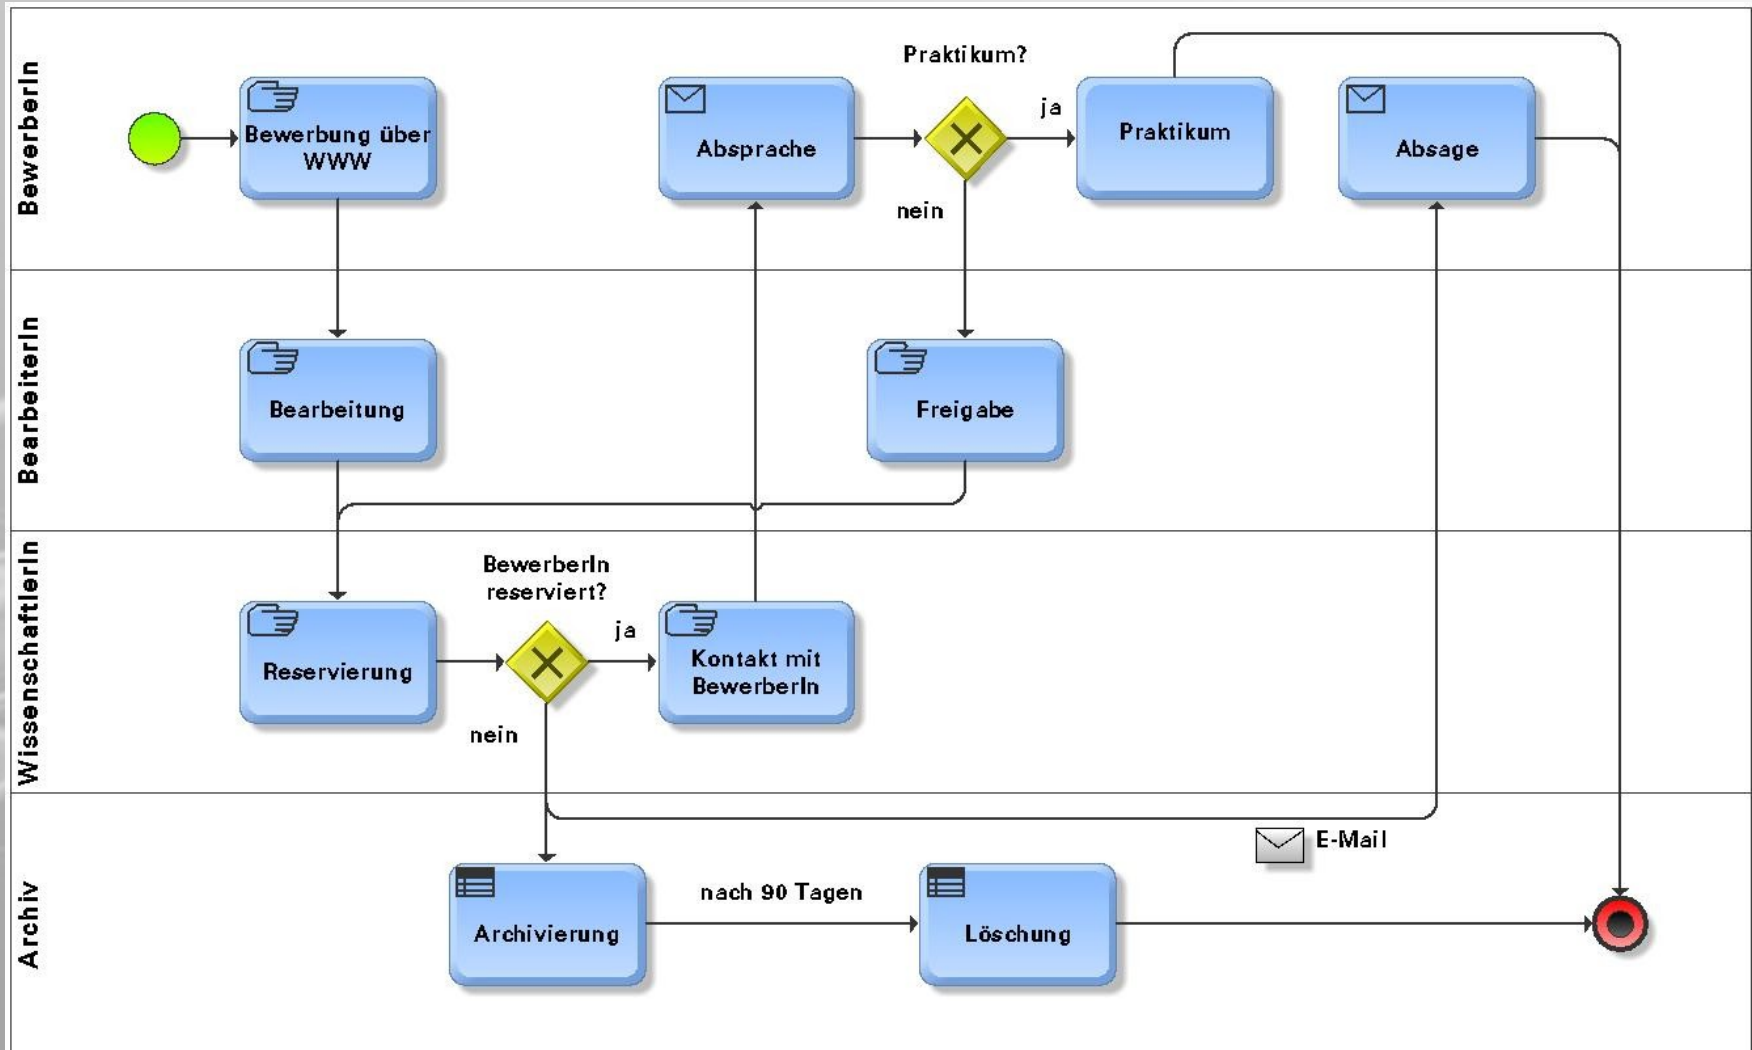 BewerberIn
Bewerbung über
WWW
Absprache
Praktikum?
ja
nein
Praktikum
Absage
BearbeiterIn
Bearbeitung
Freigabe
WissenschaftlerIn
Reservierung
BewerberIn
reserviert?
ja
nein
Kontakt mit
BewerberIn
Archiv
Archivierung
nach 90 Tagen
Löschung
E-Mail